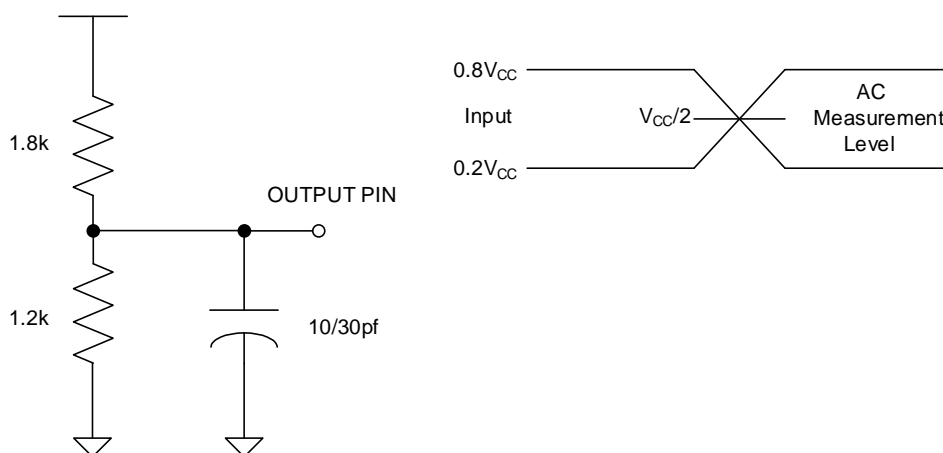 1.8k
OUTPUT PIN
1.2k
10/30pf
0.8VCC
Input
VCC/2
0.2VCC
AC
Measurement
Level